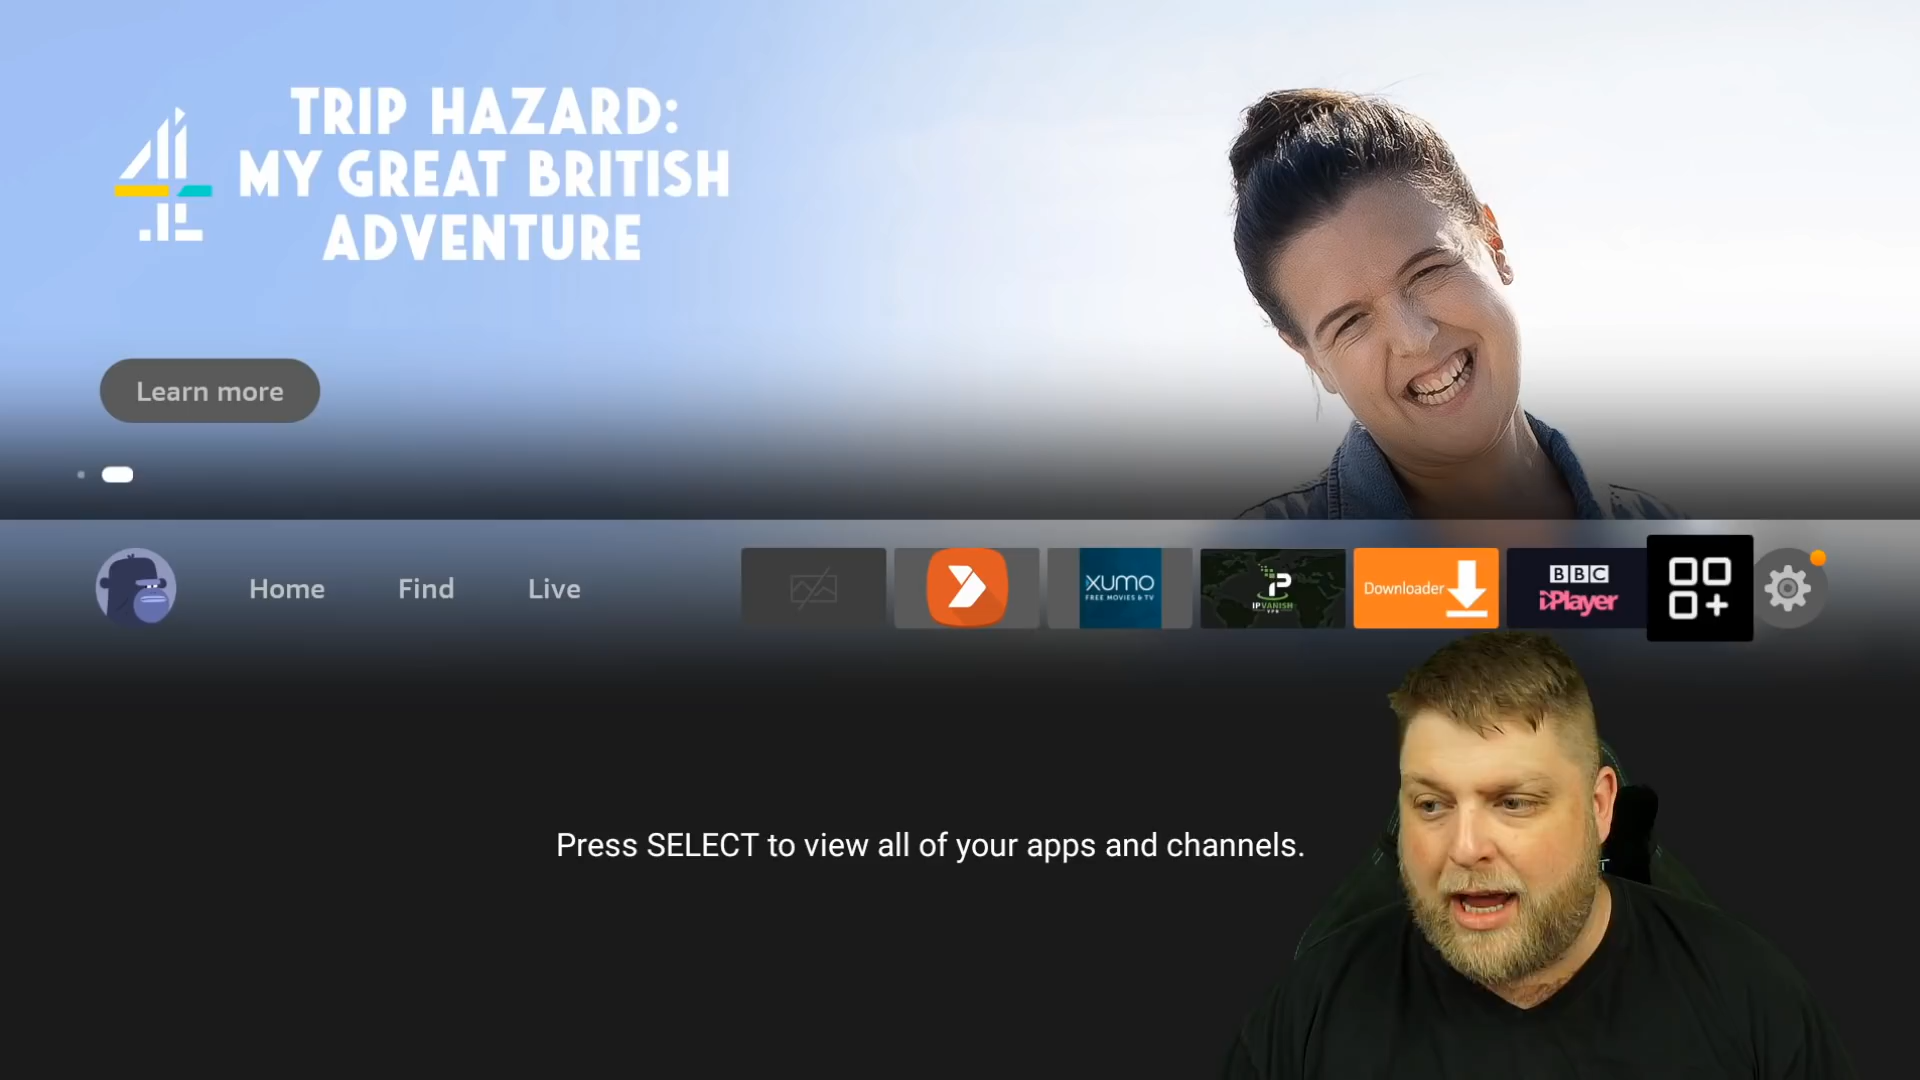 TRIP HAZARD:
MY GREAT BRITISH
ADVENTURE
Learn more
Home
Find
Live
XUMO
FREE MOVIES & TV
IPVANISH
VPN
Downloader
BBC
iPlayer
Press SELECT to view all of your apps and channels.